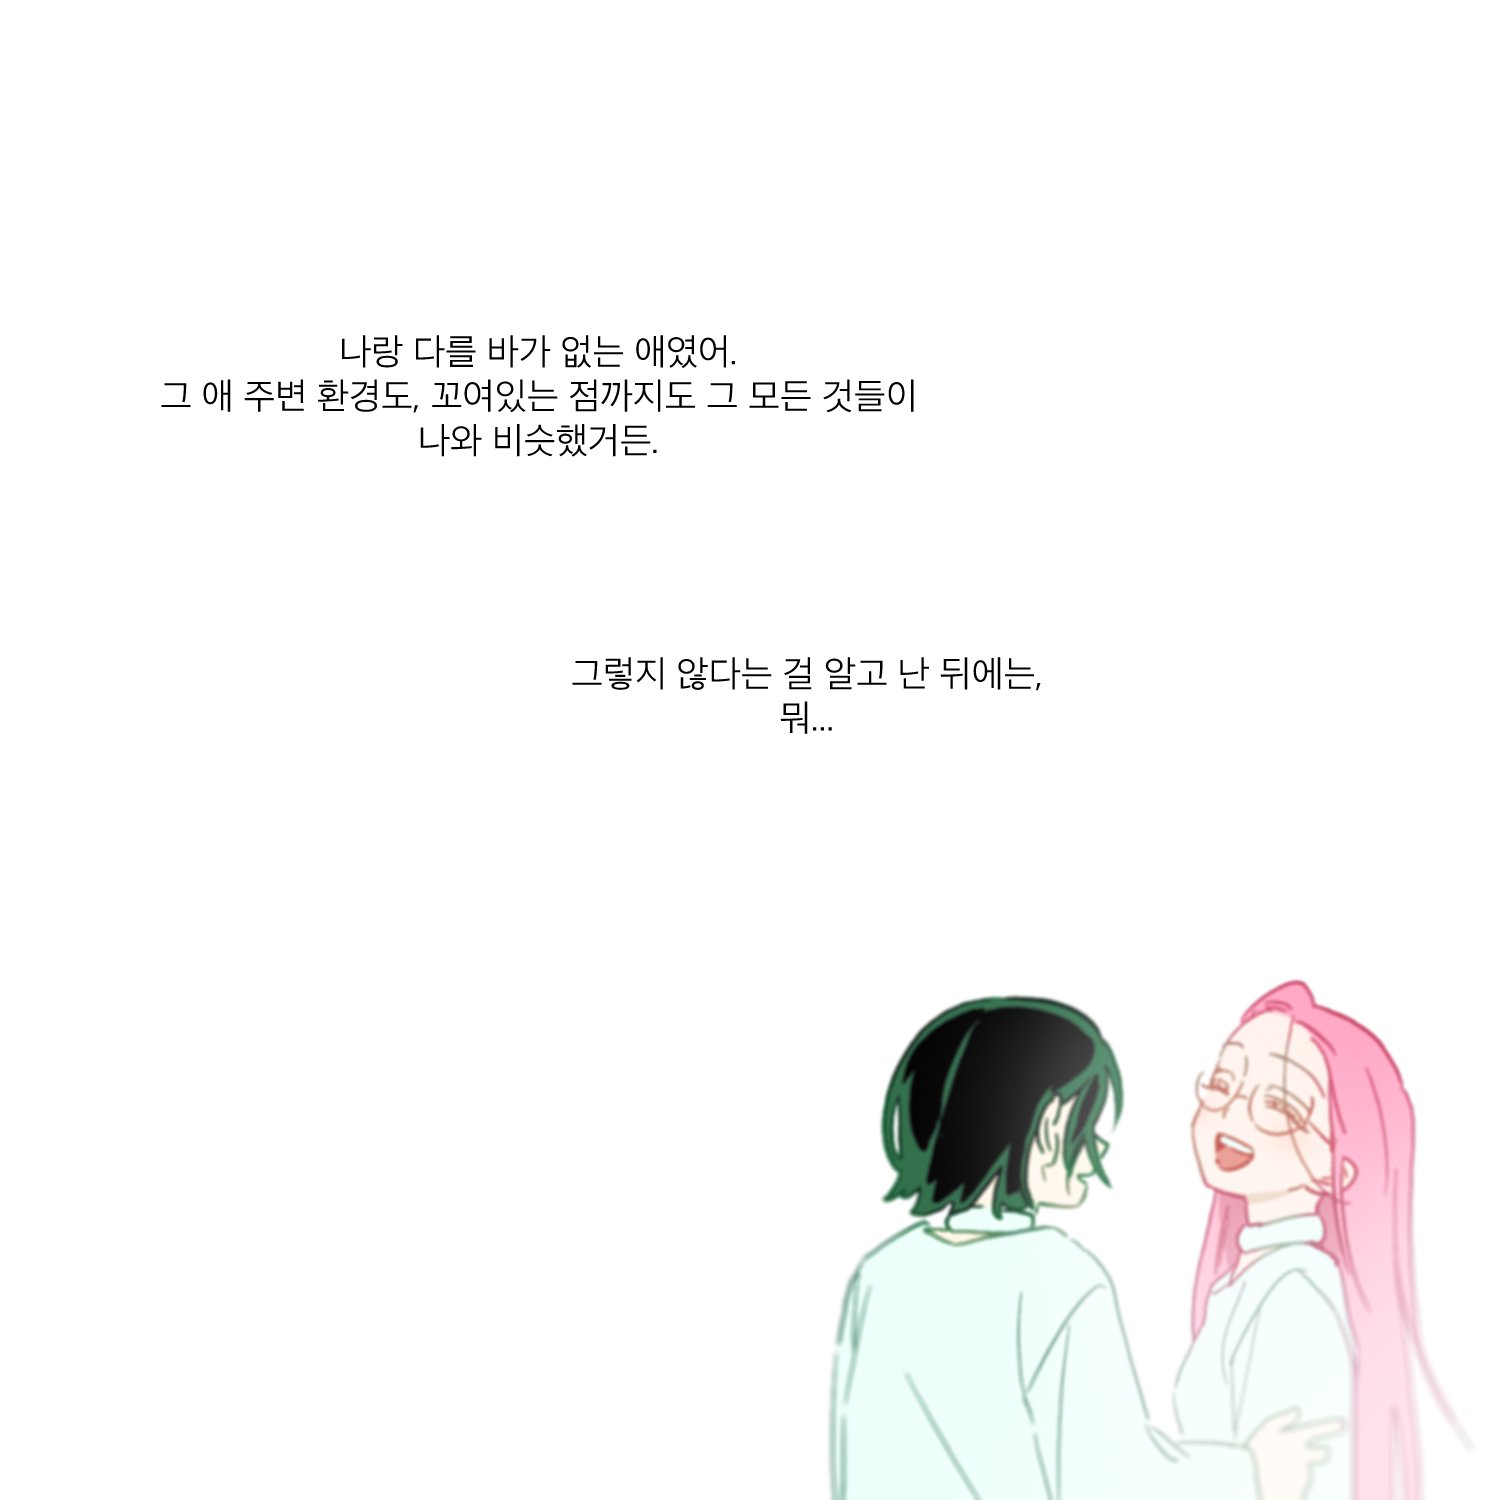 나랑 다를 바가 없는 애였어.
그 애 주변 환경도, 꼬여있는 점까지도 그 모든 것들이
나와 비슷했거든.
그렇지 않다는 걸 알고 난 뒤에는,
뭐...